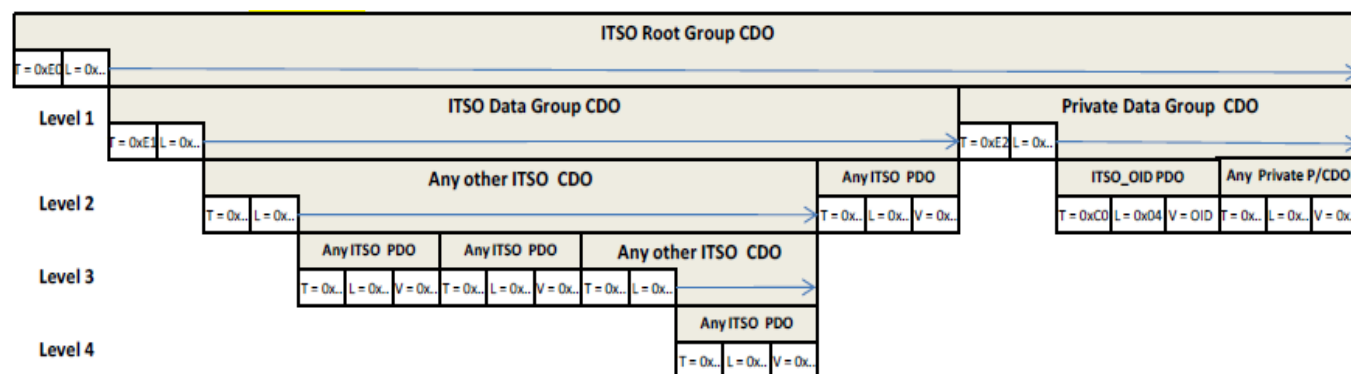 ITSO Root Group CDO
T = 0xE0 L = 0x..
Level 1 ITSO Data Group CDO Private Data Group CDO
T = 0xE1 L = 0x.. T = 0xE2 L = 0x..
Level 2 Any other ITSO CDO Any ITSO PDO ITSO_OID PDO Any Private P/CDO
T = 0x.. L = 0x.. T = 0x.. L = 0x.. V = 0x.. T = 0xC0 L = 0x04 V = OID T = 0x.. L = 0x.. V = 0x..
Level 3 Any ITSO PDO Any ITSO PDO Any other ITSO CDO
T = 0x.. L = 0x.. V = 0x.. T = 0x.. L = 0x.. V = 0x.. T = 0x.. L = 0x..
Level 4 Any ITSO PDO
T = 0x.. L = 0x.. V = 0x..